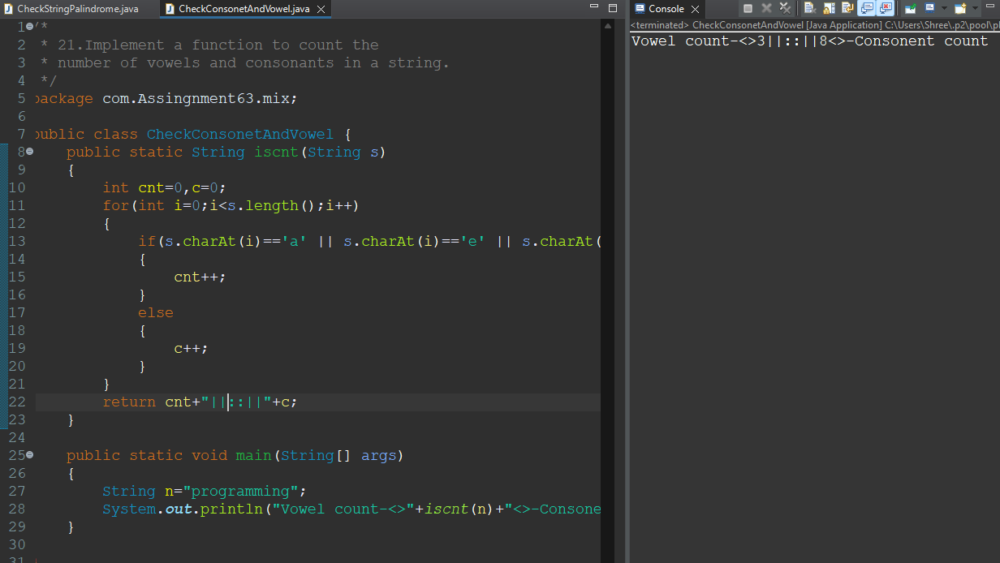 CheckStringPalindrome.java
CheckConsonetAndVowel.java
1 /*
2 * 21.Implement a function to count the
3 * number of vowels and consonants in a string.
4 */
5 package com.Assingnment63.mix;
6
7 public class CheckConsonetAndVowel {
8 public static String iscnt(String s)
9 {
10 int cnt=0,c=0;
11 for(int i=0;i<s.length();i++)
12 {
13 if(s.charAt(i)=='a' || s.charAt(i)=='e' || s.charAt(
14 {
15 cnt++;
16 }
17 else
18 {
19 c++;
20 }
21 }
22 return cnt+"||::||"+c;
23 }
24
25 public static void main(String[] args)
26 {
27 String n="programming";
28 System.out.println("Vowel count-<>"+iscnt(n)+"<>-Consone
29 }
30
31
Console
<terminated> CheckConsonetAndVowel [Java Application] C:\Users\Shree\.p2\pool\pl
Vowel count-<>3||::||8<>-Consonent count